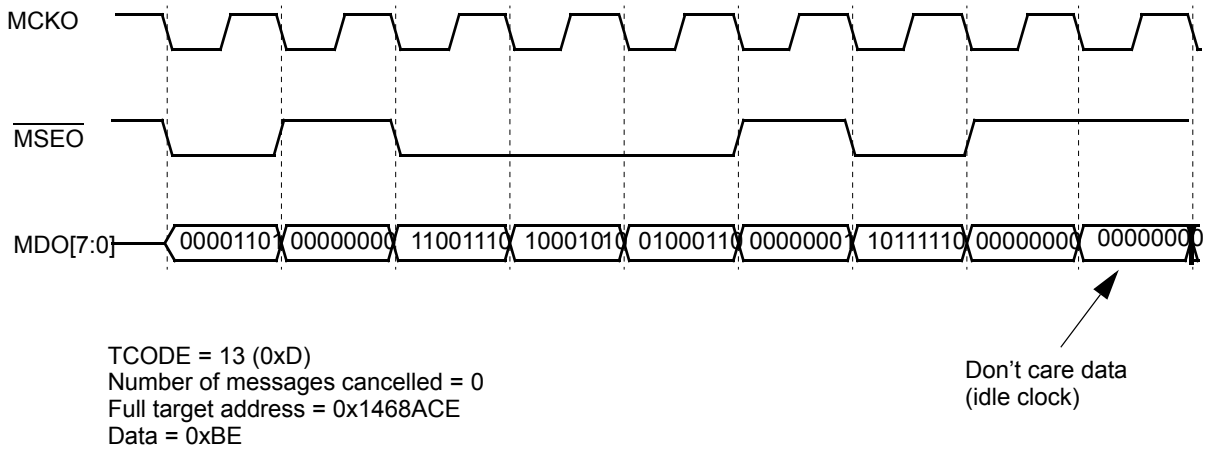 MCKO
MSEO
MDO[7:0]
00001101 00000000 11001110 10001010 01000110 00000001 10111110 00000000 00000000
TCODE = 13 (0xD)
Number of messages cancelled = 0
Full target address = 0x1468ACE
Data = 0xBE
Don't care data
(idle clock)